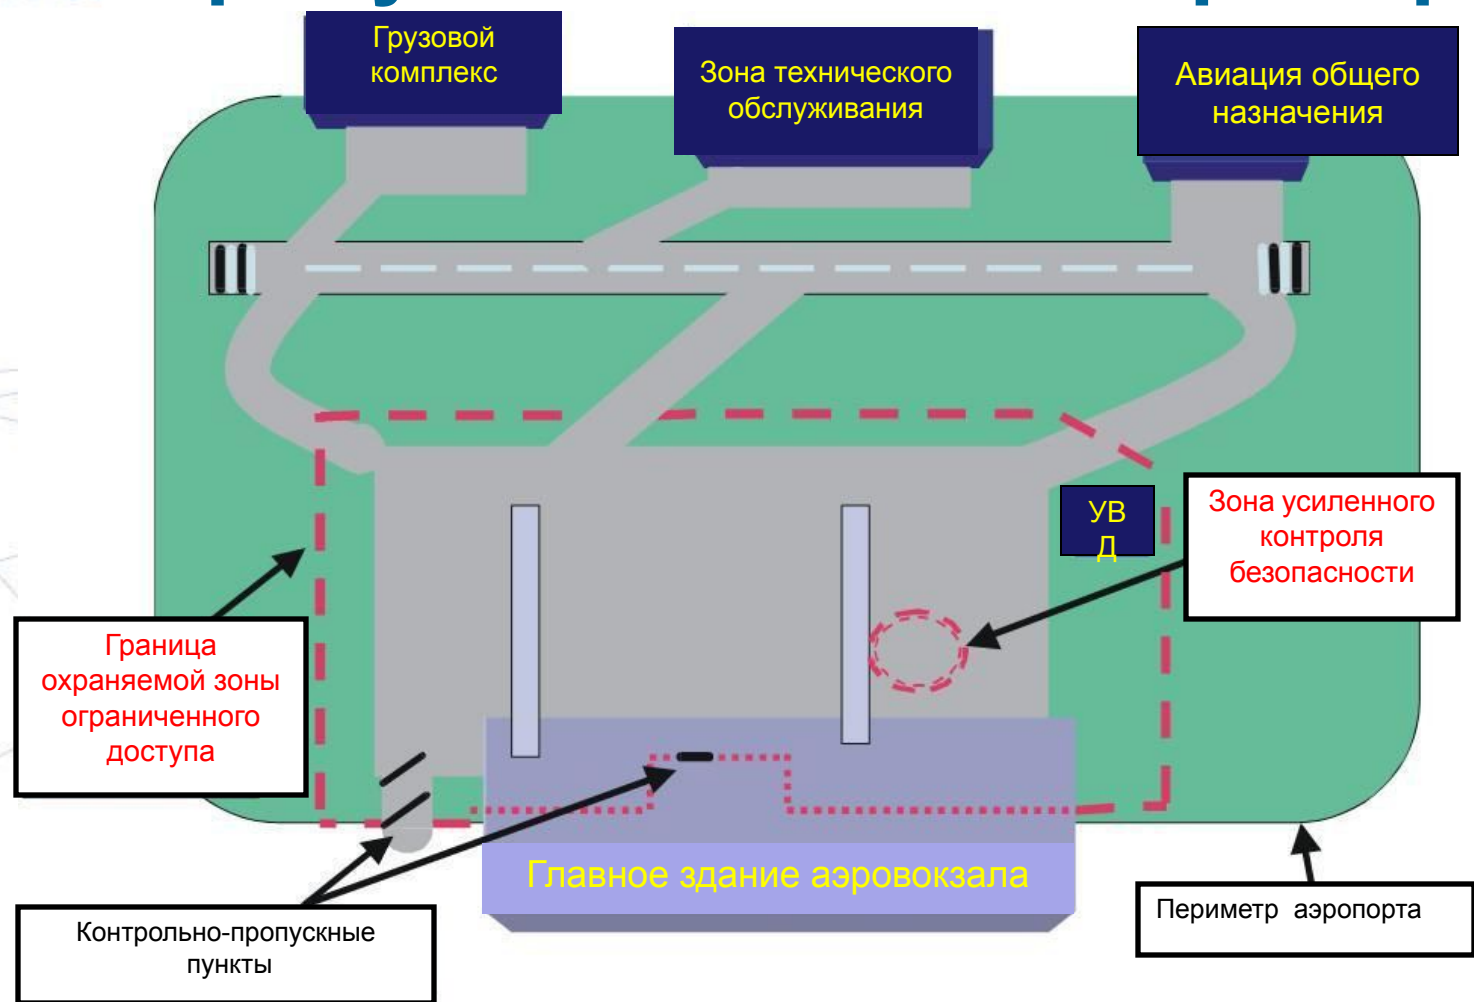 Грузовой
комплекс
Зона технического
обслуживания
Авиация общего
назначения
УВ
Д
Зона усиленного
контроля
безопасности
Граница
охраняемой зоны
ограниченного
доступа
Главное здание аэровокзала
Контрольно-пропускные
пункты
Периметр аэропорта